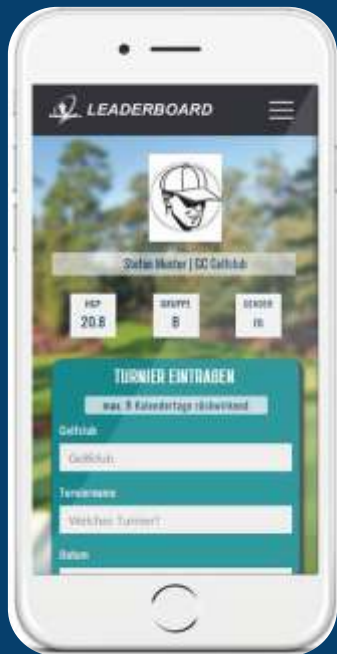 LEADERBOARD
Stefan Muster | GC Golfclub
HCP
20.8
GRUPPE
B
GENDER
m
TURNIER EINTRAGEN
max. 8 Kalendertage rückwirkend
Golfclub
Golfclub
Turniername
Welches Turnier?
Datum